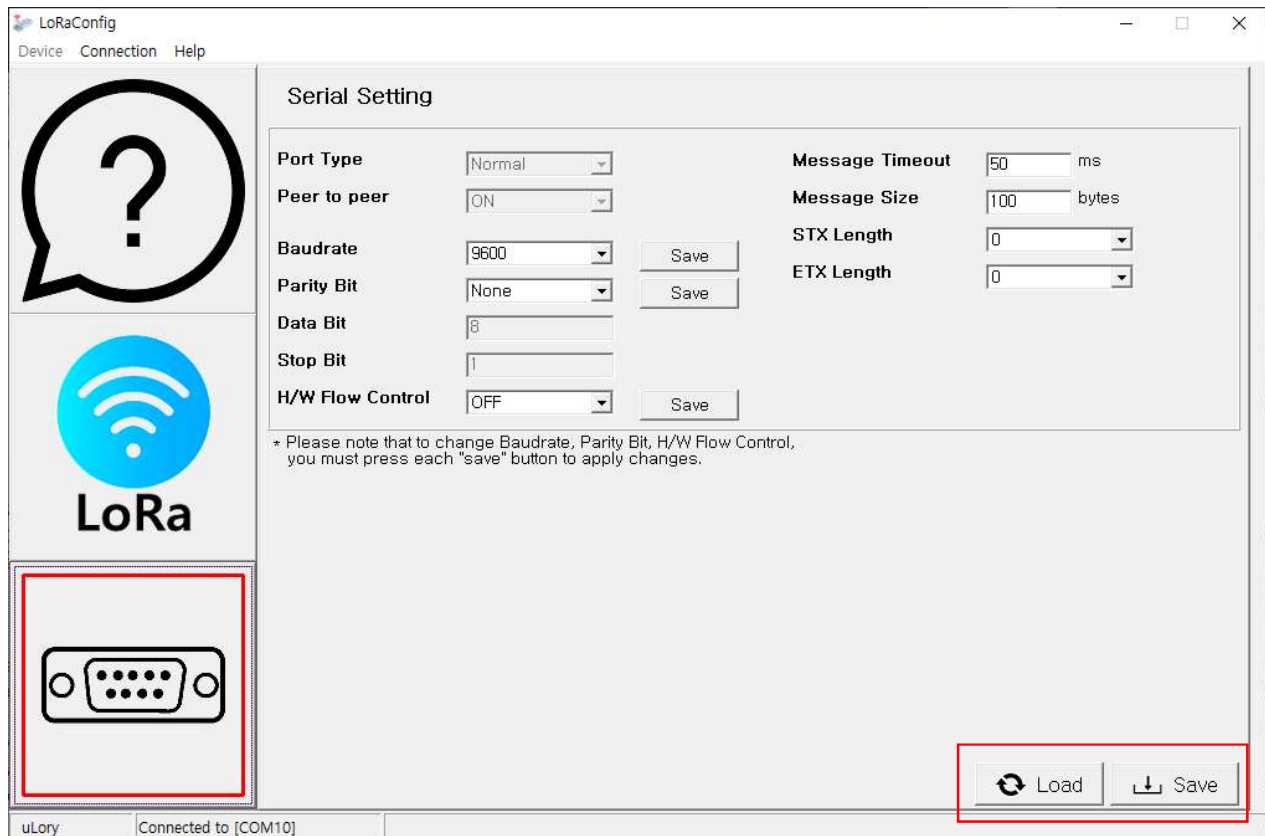 LoRaConfig
Device Connection Help
?
LoRa
Serial Setting
Port Type Normal
Peer to peer ON
Baudrate 9600 Save
Parity Bit None Save
Data Bit 8
Stop Bit 1
H/W Flow Control OFF Save
Message Timeout 50 ms
Message Size 100 bytes
STX Length 0
ETX Length 0
* Please note that to change Baudrate, Parity Bit, H/W Flow Control,
you must press each "save" button to apply changes.
Load Save
uLory Connected to [COM10]